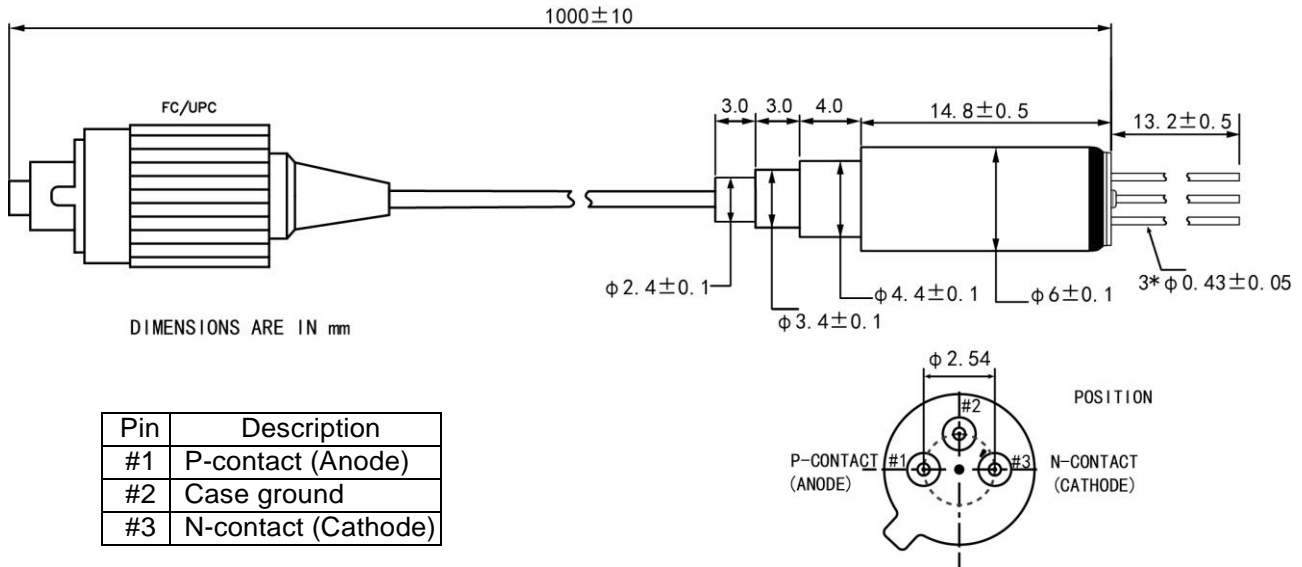 1000±10
FC/UPC
3.0 3.0 4.0 14.8±0.5 13.2±0.5
φ2.4±0.1 φ4.4±0.1 φ6±0.1 3*φ0.43±0.05
φ3.4±0.1
DIMENSIONS ARE IN mm
φ2.54
POSITION
#2
P-CONTACT #1 #3 N-CONTACT
(ANODE) (CATHODE)
Pin Description
#1 P-contact (Anode)
#2 Case ground
#3 N-contact (Cathode)